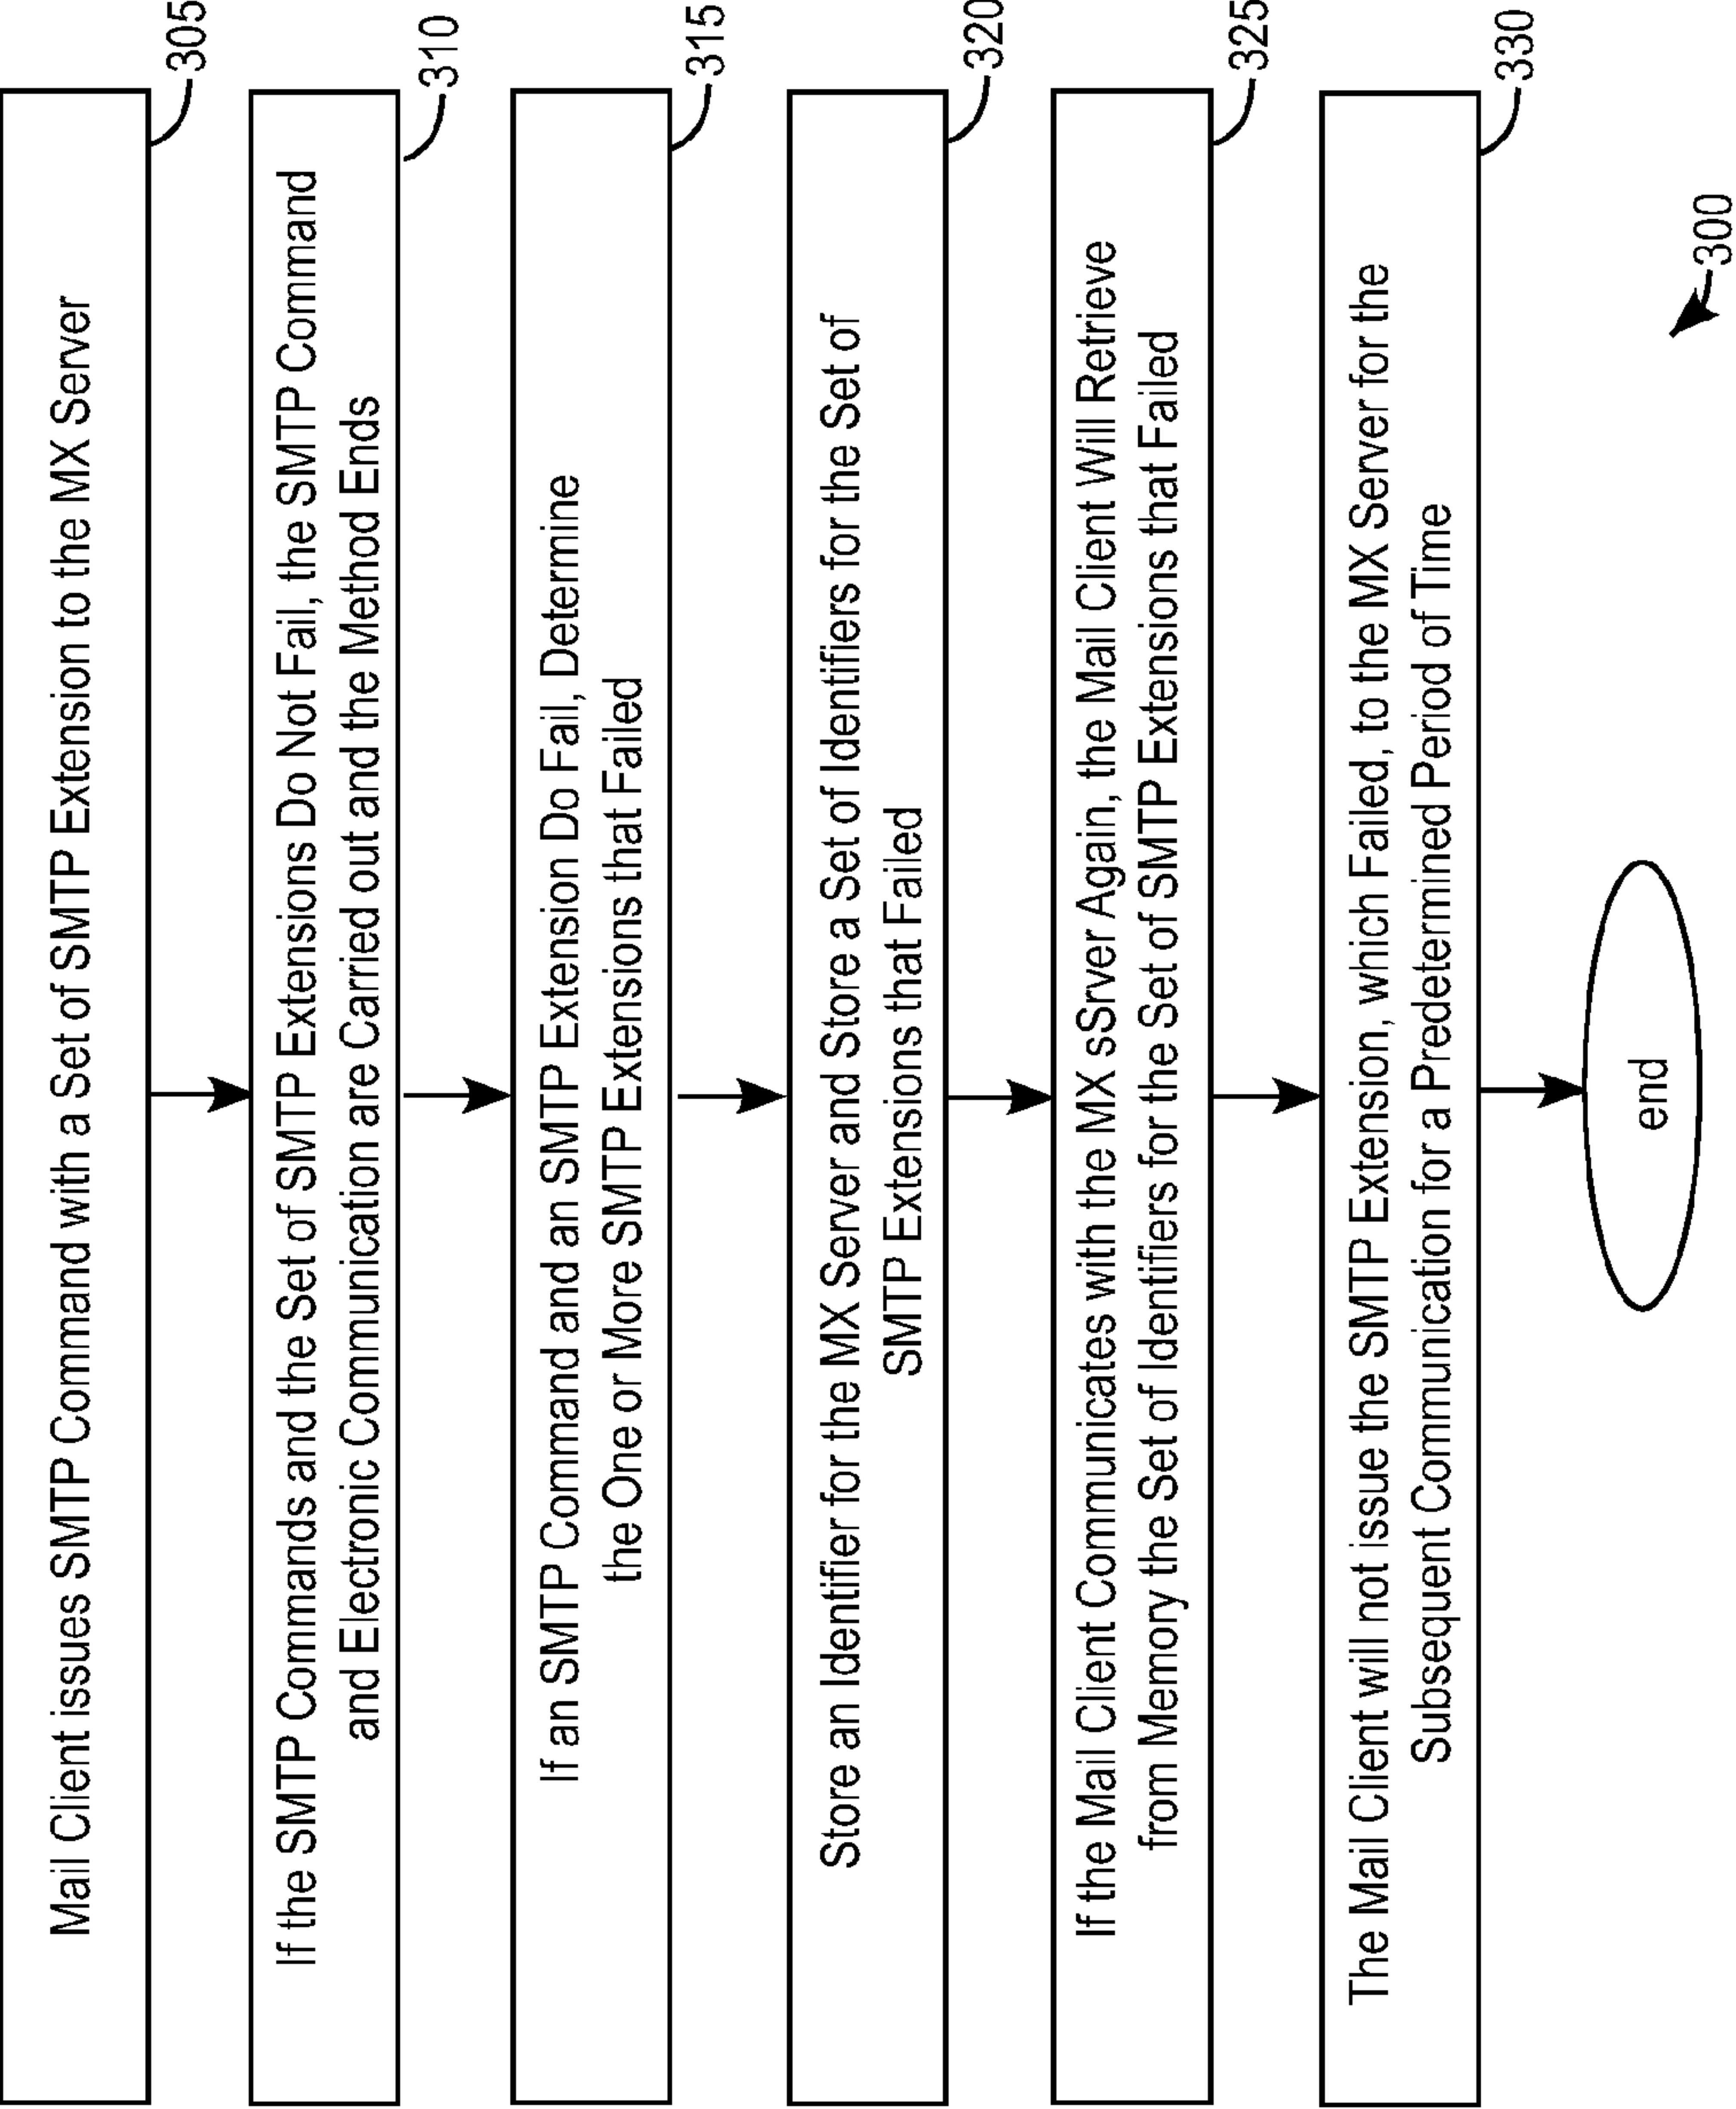 Mail Client issues SMTP Command with a Set of SMTP Extension to the MX Server
305
If the SMTP Commands and the Set of SMTP Extensions Do Not Fail, the SMTP Command
and Electronic Communication are Carried out and the Method Ends
310
If an SMTP Command and an SMTP Extension Do Fail, Determine
the One or More SMTP Extensions that Failed
315
Store an Identifier for the MX Server and Store a Set of Identifiers for the Set of
SMTP Extensions that Failed
320
If the Mail Client Communicates with the MX sSrver Again, the Mail Client Will Retrieve
from Memory the Set of Identifiers for the Set of SMTP Extensions that Failed
325
The Mail Client will not issue the SMTP Extension, which Failed, to the MX Server for the
Subsequent Communication for a Predetermined Period of Time
330
end
300